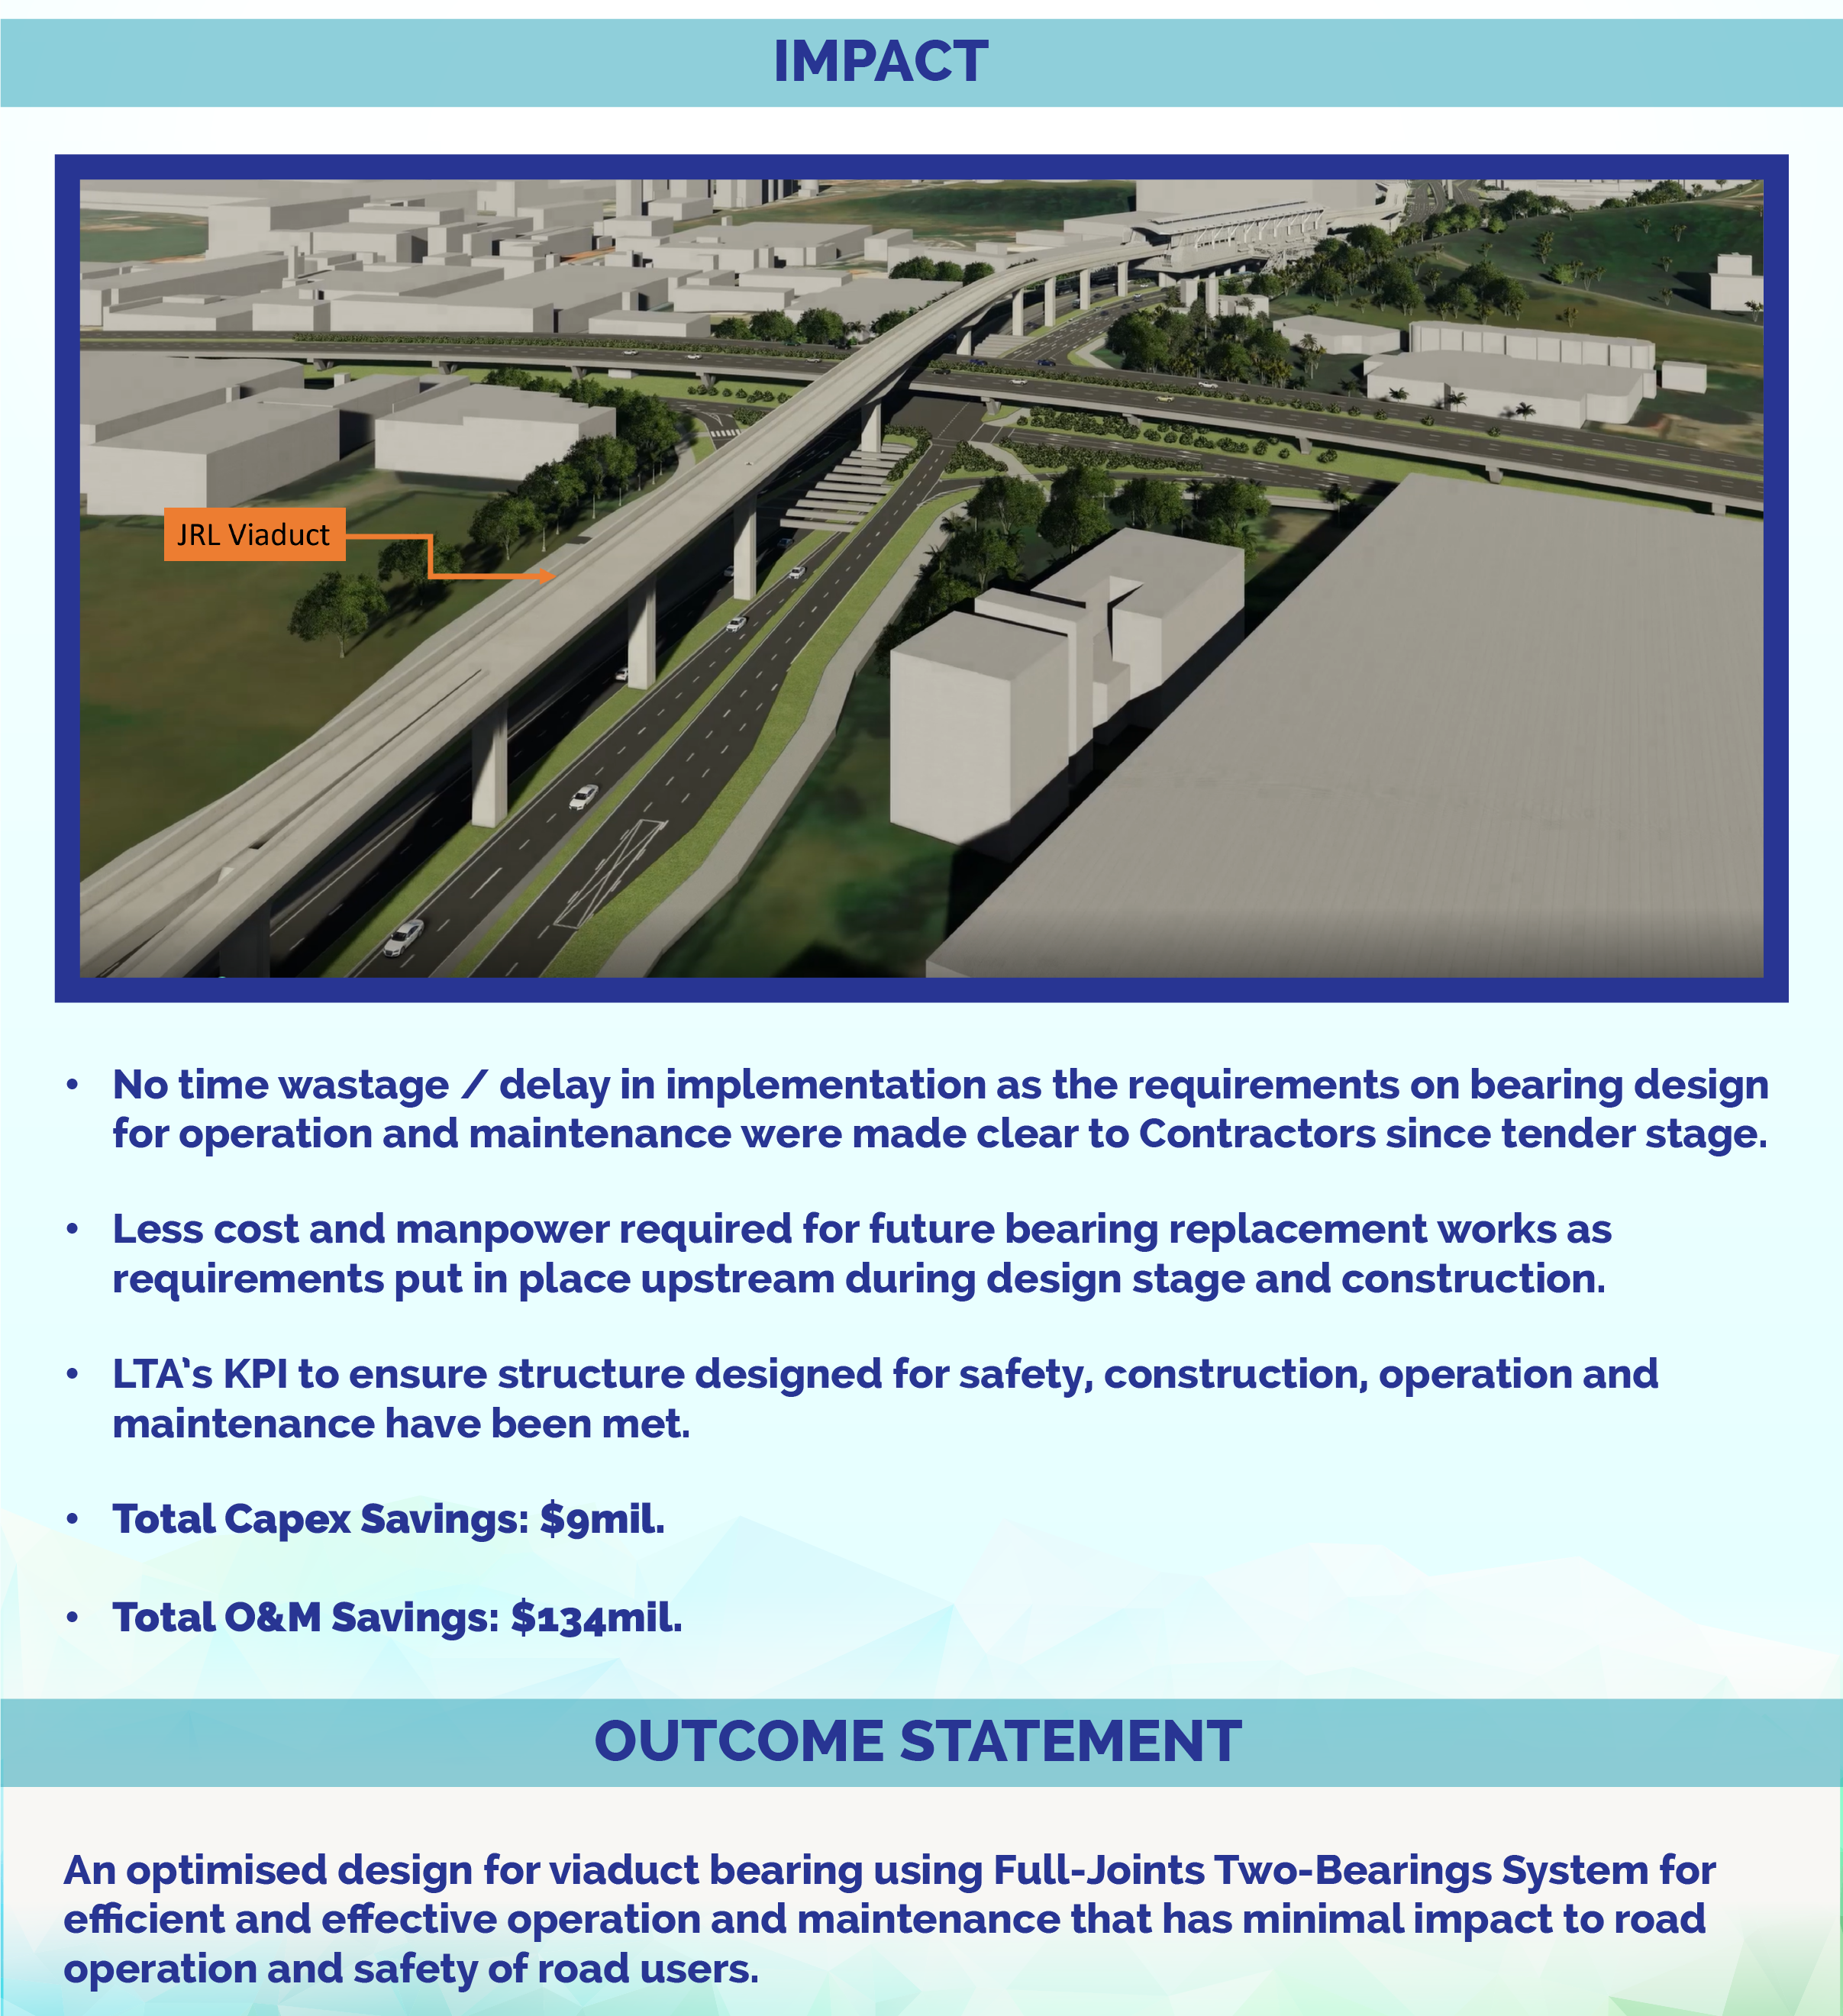 IMPACT
JRL Viaduct
• No time wastage / delay in implementation as the requirements on bearing design
for operation and maintenance were made clear to Contractors since tender stage.
• Less cost and manpower required for future bearing replacement works as
requirements put in place upstream during design stage and construction.
• LTA's KPI to ensure structure designed for safety, construction, operation and
maintenance have been met.
• Total Capex Savings: $9mil.
• Total O&M Savings: $134mil.
OUTCOME STATEMENT
An optimised design for viaduct bearing using Full-Joints Two-Bearings System for
efficient and effective operation and maintenance that has minimal impact to road
operation and safety of road users.